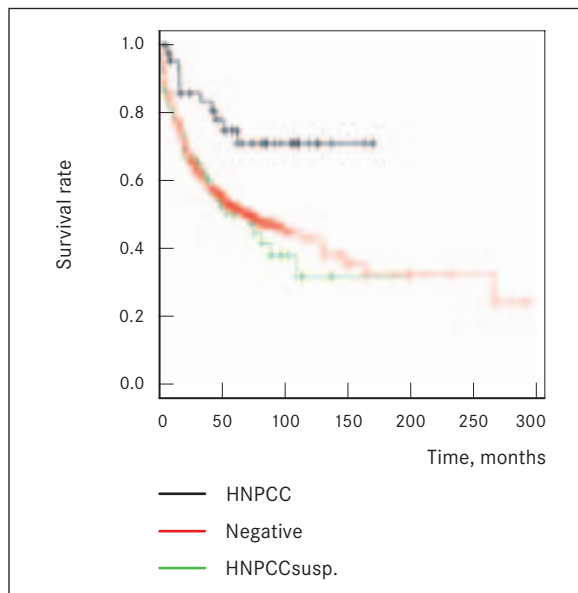 1.0
0.8
0.6
0.4
0.2
0.0
Survival rate
0 50 100 150 200 250 300
Time, months
HNPCC
Negative
HNPCCsusp.